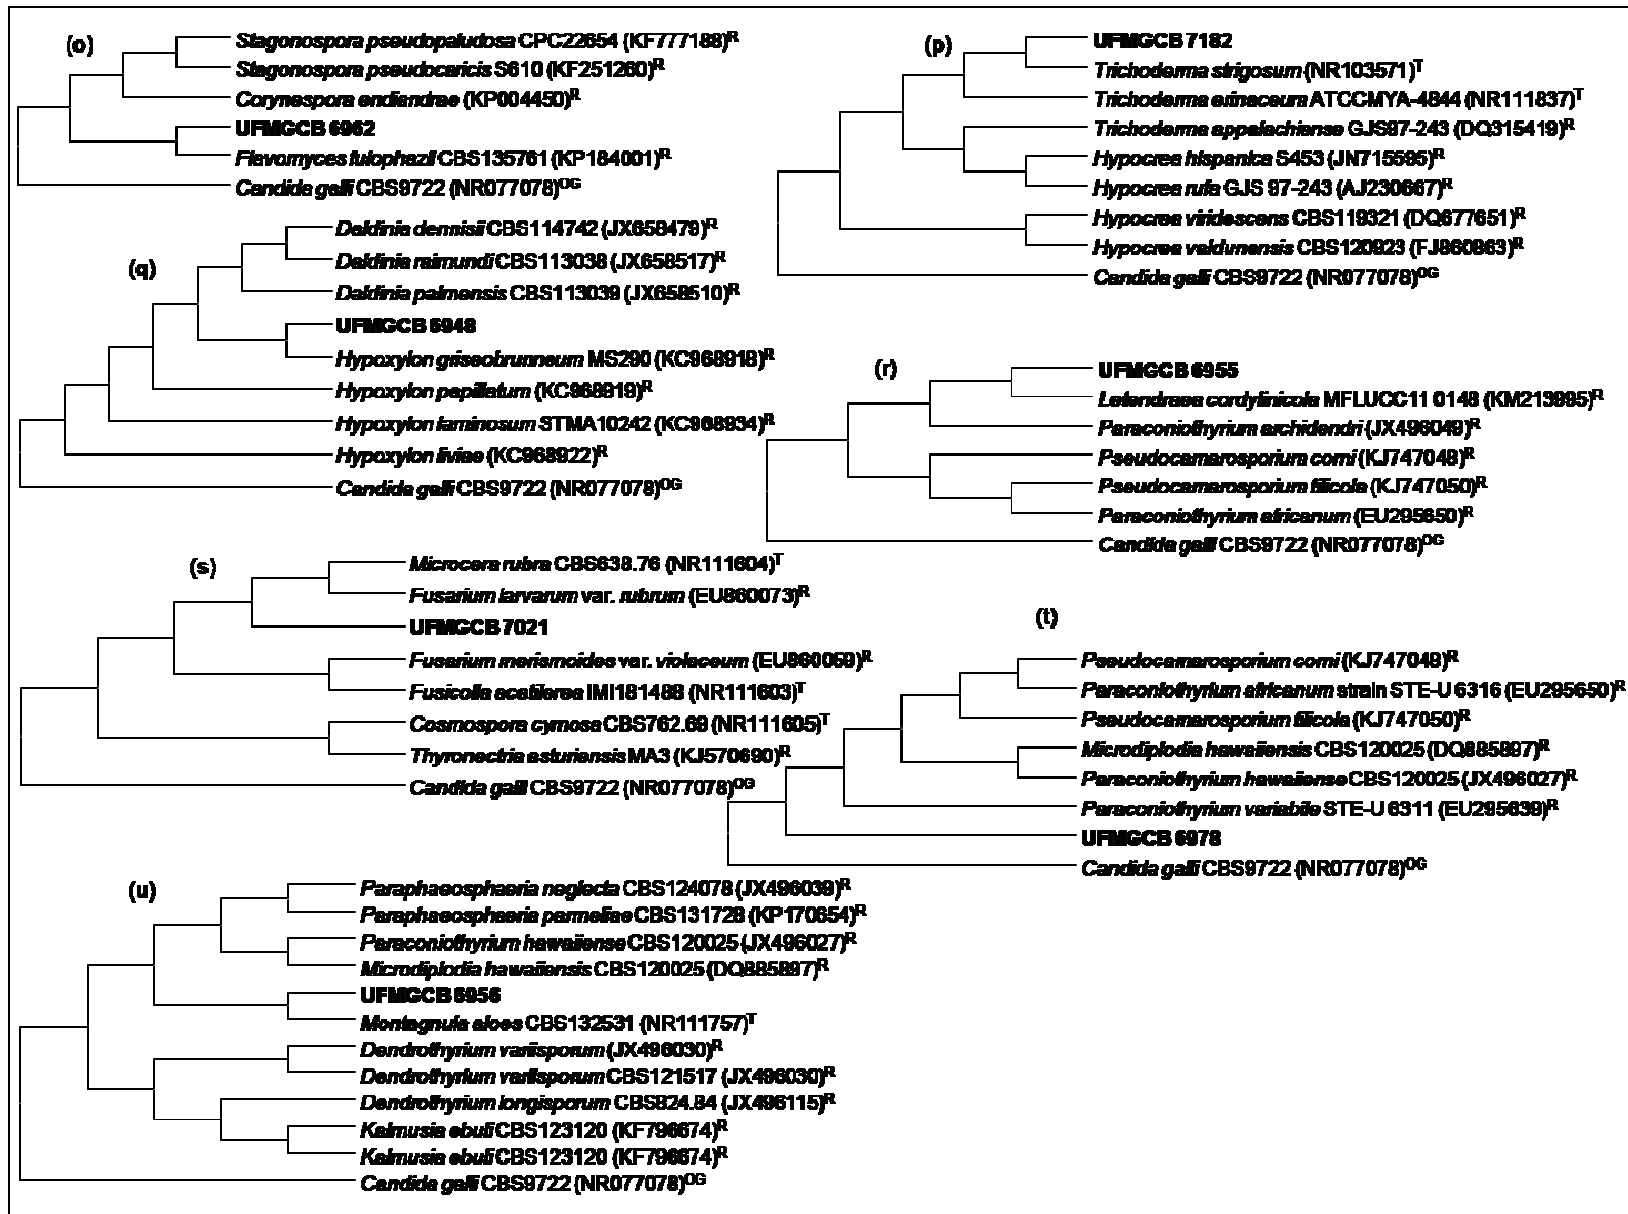 (o)
Stagonospora pseudopaludosa CPC22654 (KF777188)R
Stagonospora pseudocaricis S610 (KF251260)R
Corynespora endiandrae (KP004450)R
UFMGCB 6962
Flavomyces fulophazii CBS135761 (KP184001)R
Candida galli CBS9722 (NR077078)OG
(p)
UFMGCB 7182
Trichoderma strigosum (NR103571)T
Trichoderma erinaceum ATCCMYA-4844 (NR111837)T
Trichoderma appalachiense GJS97-243 (DQ315419)R
Hypocrea hispanica S453 (JN715595)R
Hypocrea rufa GJS 97-243 (AJ230667)R
Hypocrea viridescens CBS119321 (DQ677651)R
Hypocrea valdunensis CBS120923 (FJ860863)R
Candida galli CBS9722 (NR077078)OG
(q)
Daldinia dennisii CBS114742 (JX658479)R
Daldinia raimundi CBS113038 (JX658517)R
Daldinia palmensis CBS113039 (JX658510)R
UFMGCB 6948
Hypoxylon griseobrunneum MS290 (KC968918)R
Hypoxylon papillatum (KC968919)R
Hypoxylon laminosum STMA10242 (KC968934)R
Hypoxylon liviae (KC968922)R
Candida galli CBS9722 (NR077078)OG
(r)
UFMGCB 6955
Letendraea cordylinicola MFLUCC11 0148 (KM213995)R
Paraconiothyrium archidendri (JX496049)R
Pseudocamarosporium corni (KJ747048)R
Pseudocamarosporium tilicola (KJ747050)R
Paraconiothyrium africanum (EU295650)R
Candida galli CBS9722 (NR077078)OG
(s)
Microcera rubra CBS638.76 (NR111604)T
Fusarium larvarum var. rubrum (EU860073)R
UFMGCB 7021
Fusarium merismoides var. violaceum (EU860059)R
Fusicolla acetilerea IMI181488 (NR111603)T
Cosmospora cymosa CBS762.69 (NR111605)T
Thyronectria asturiensis MA3 (KJ570690)R
Candida galli CBS9722 (NR077078)OG
(t)
Pseudocamarosporium corni (KJ747049)R
Paraconiothyrium africanum strain STE-U 6316 (EU295650)R
Pseudocamarosporium tilicola (KJ747050)R
Microdiplodia hawaiiensis CBS120025 (DQ885897)R
Paraconiothyrium hawaiiense CBS120025 (JX496027)R
Paraconiothyrium variabile STE-U 6311 (EU295639)R
UFMGCB 6978
Candida galli CBS9722 (NR077078)OG
(u)
Paraphaeosphaeria neglecta CBS124078 (JX496039)R
Paraphaeosphaeria parmeliae CBS131728 (KP170654)R
Paraconiothyrium hawaiiense CBS120025 (JX496027)R
Microdiplodia hawaiiensis CBS120025 (DQ885897)R
UFMGCB 6956
Montagnula aloes CBS132531 (NR111757)T
Dendrothyrium variisporum (JX496030)R
Dendrothyrium variisporum CBS121517 (JX496030)R
Dendrothyrium longisporum CBS824.84 (JX496115)R
Kalmusia ebuli CBS123120 (KF796674)R
Kalmusia ebuli CBS123120 (KF796674)R
Candida galli CBS9722 (NR077078)OG